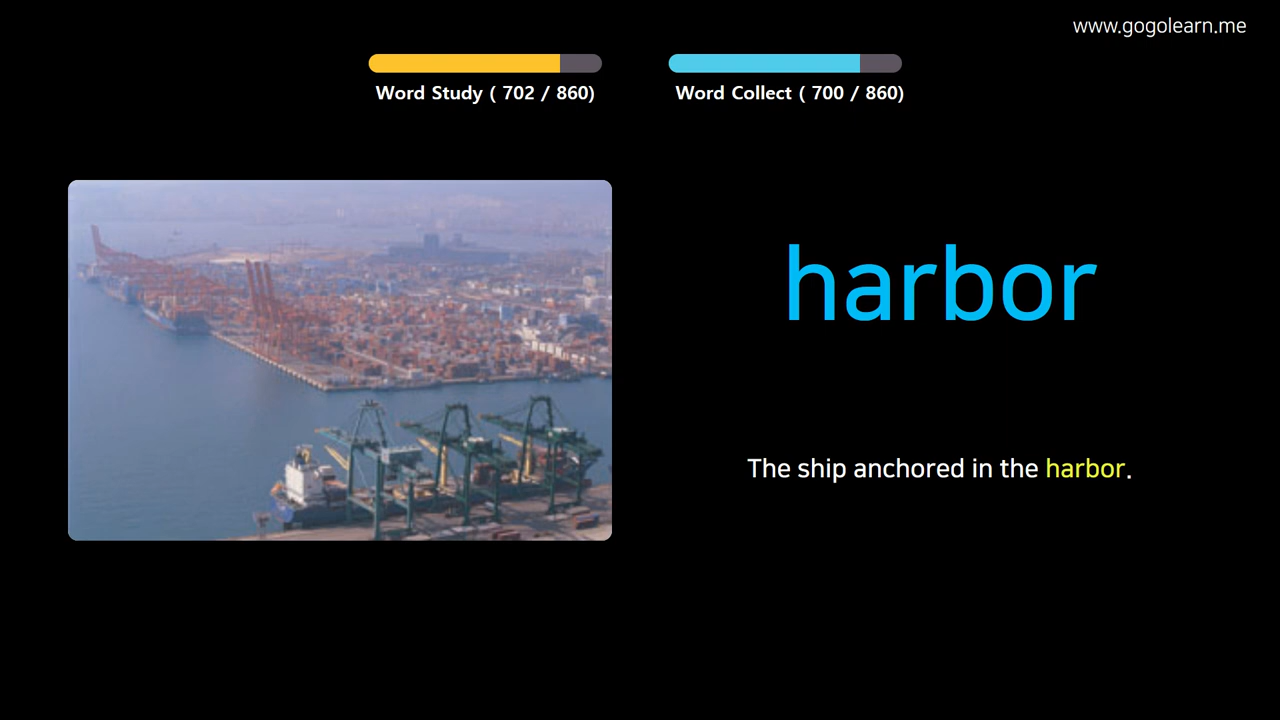 www.gogolearn.me
Word Study ( 702 / 860)
Word Collect ( 700 / 860)
harbor
The ship anchored in the harbor.